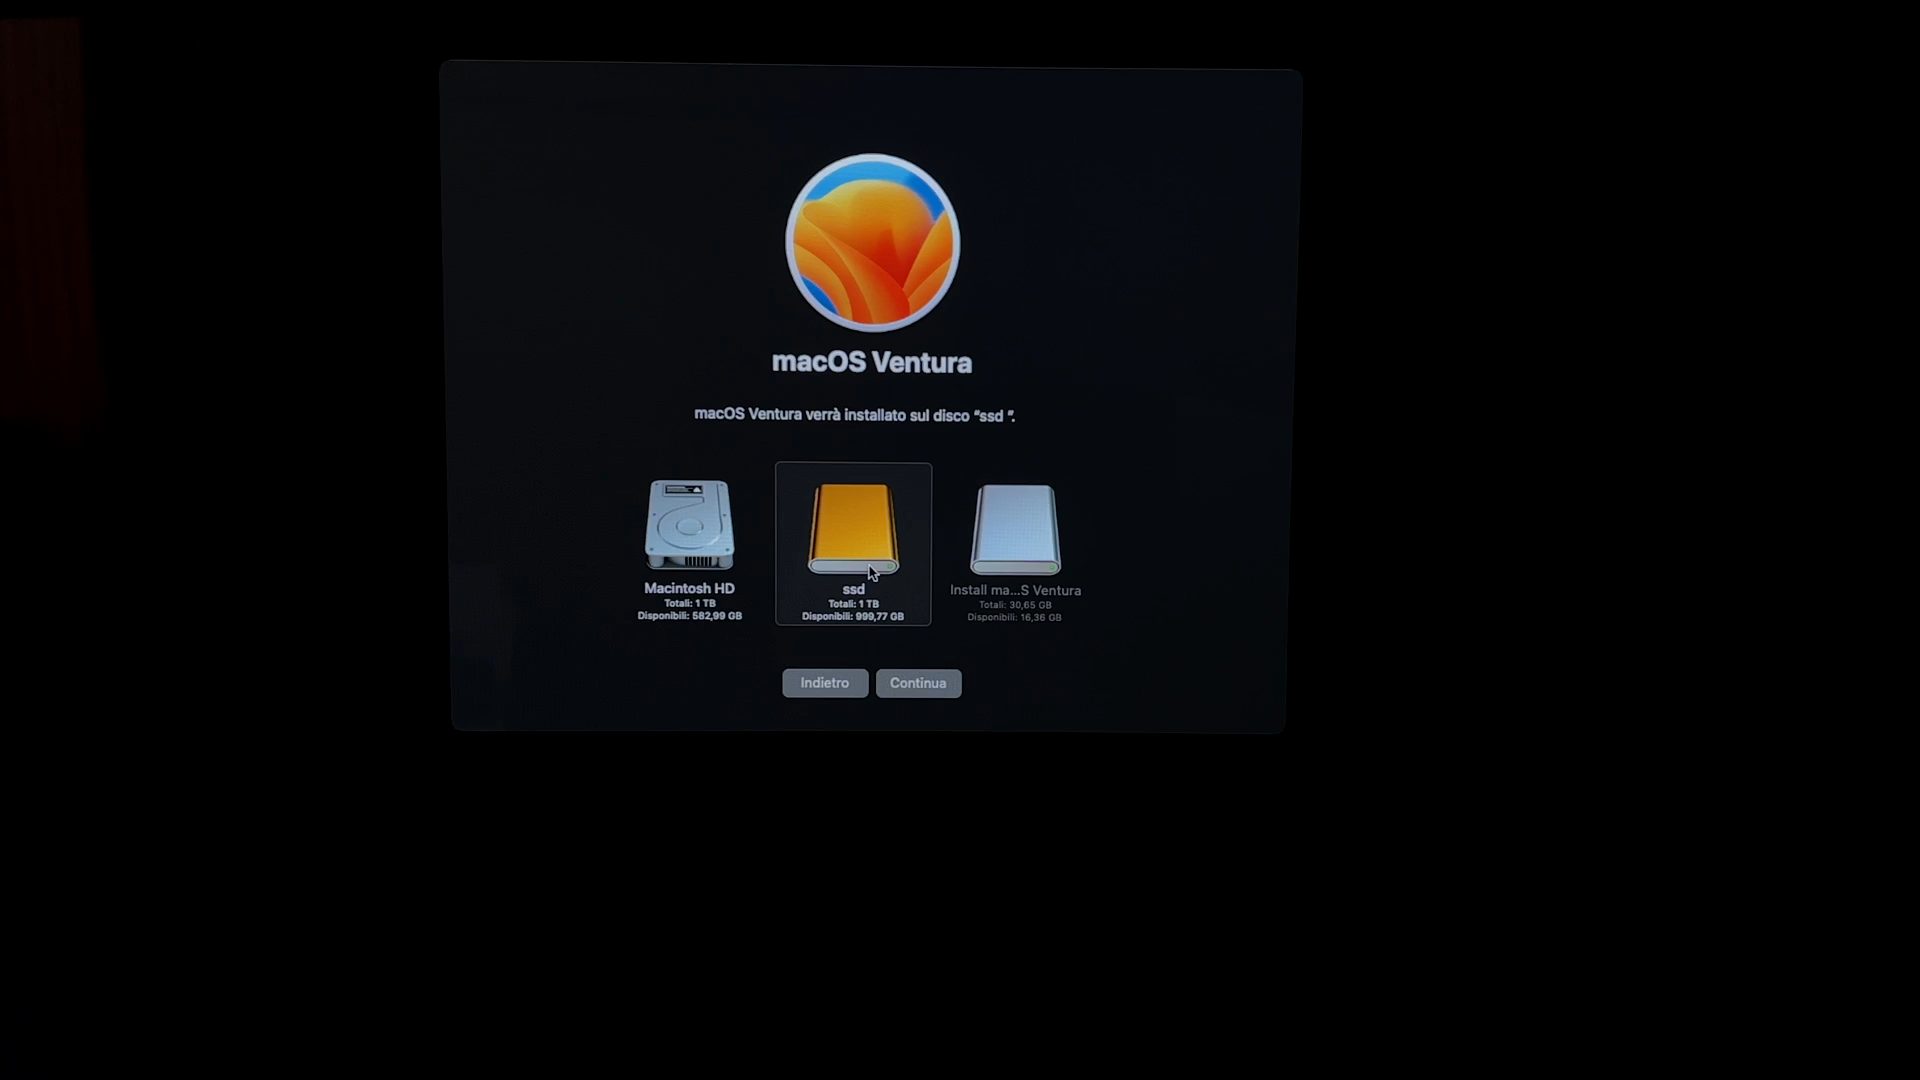 macOS Ventura
macOS Ventura verrà installato sul disco “ssd ”.
Macintosh HD
Totali: 1 TB
Disponibili: 582,99 GB
ssd
Totali: 1 TB
Disponibili: 999,77 GB
Install ma...S Ventura
Totali: 30,65 GB
Disponibili: 16,36 GB
Indietro
Continua